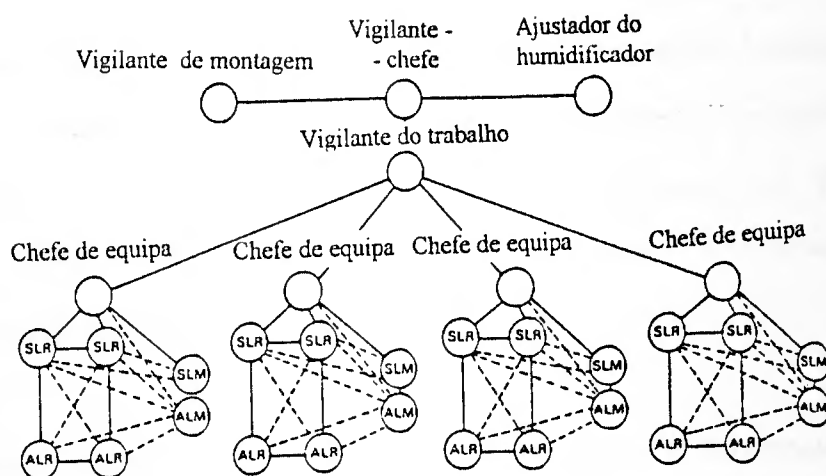 Vigilante de montagem
Vigilante -
- chefe
Ajustador do
humidificador
Vigilante do trabalho
Chefe de equipa
Chefe de equipa
Chefe de equipa
Chefe de equipa
SLR SLR SLM
ALM
ALR ALR
SLR SLR SLM
ALM
ALR ALR
SLR SLR SLM
ALM
ALR ALR
SLR SLR SLM
ALM
ALR ALR